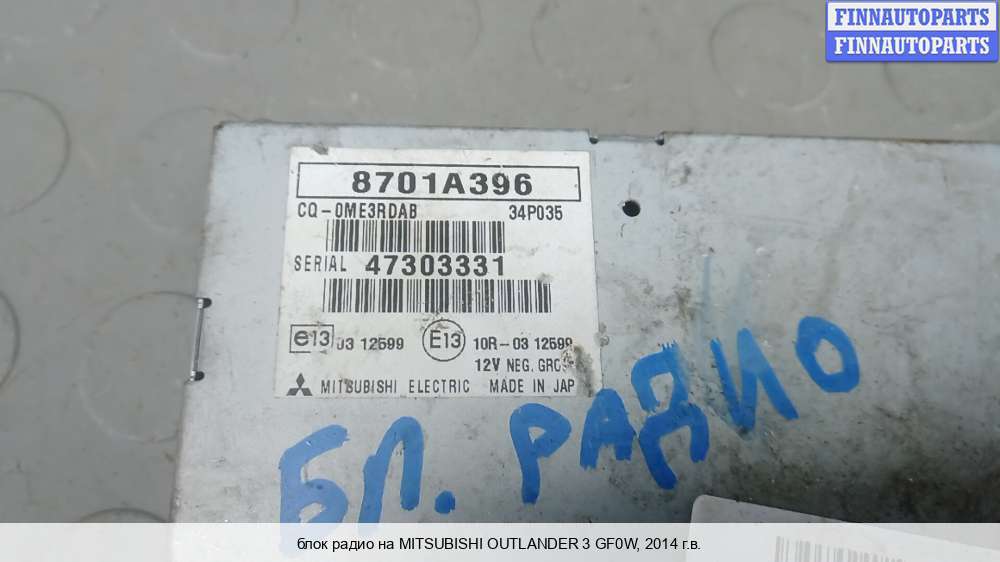 FINNAUTOPARTS
FINNAUTOPARTS
8701A396
CQ-0ME3RDAB 34P035
SERIAL 47303331
e13 03 12599 E13 10R-03 12599
12V NEG.
MITSUBISHI ELECTRIC MADE IN JAP
БЛ. РАДИО
блок радио на MITSUBISHI OUTLANDER 3 GF0W, 2014 г.в.